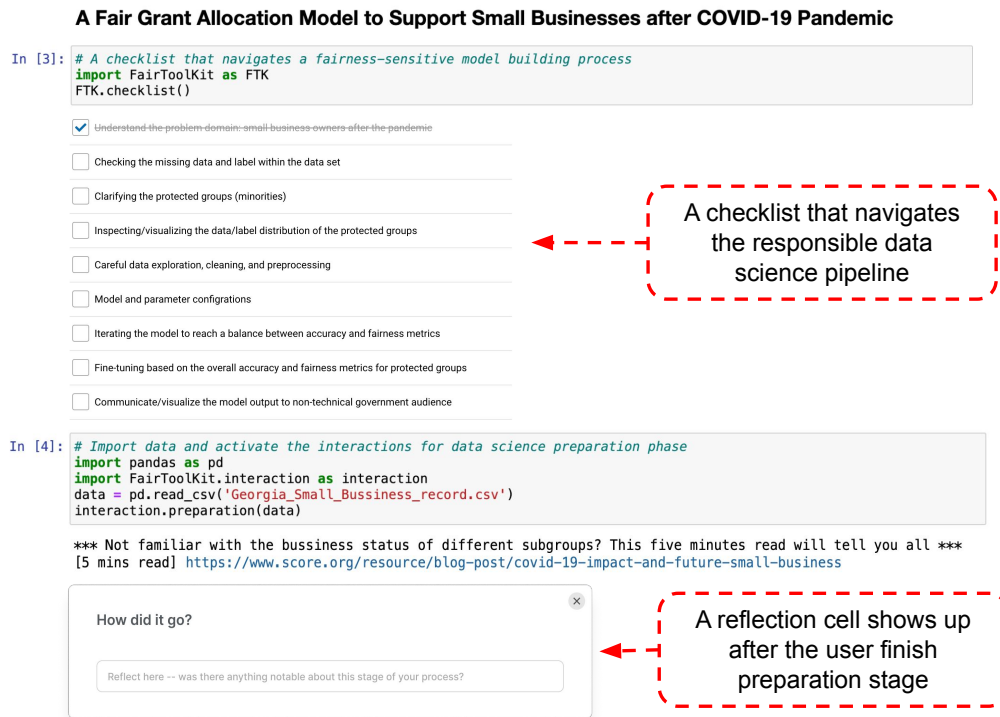 A Fair Grant Allocation Model to Support Small Businesses after COVID-19 Pandemic
In [3]: # A checklist that navigates a fairness-sensitive model building process
import FairToolKit as FTK
FTK.checklist()
Understand the problem domain: small business owners after the pandemic
Checking the missing data and label within the data set
Clarifying the protected groups (minorities)
Inspecting/visualizing the data/label distribution of the protected groups
Careful data exploration, cleaning, and preprocessing
Model and parameter configrations
Iterating the model to reach a balance between accuracy and fairness metrics
Fine-tuning based on the overall accuracy and fairness metrics for protected groups
Communicate/visualize the model output to non-technical government audience
A checklist that navigates
the responsible data
science pipeline
In [4]: # Import data and activate the interactions for data science preparation phase
import pandas as pd
import FairToolKit.interaction as interaction
data = pd.read_csv('Georgia_Small_Bussiness_record.csv')
interaction.preparation(data)
*** Not familiar with the bussiness status of different subgroups? This five minutes read will tell you all ***
[5 mins read] https://www.score.org/resource/blog-post/covid-19-impact-and-future-small-business
How did it go?
Reflect here -- was there anything notable about this stage of your process?
A reflection cell shows up
after the user finish
preparation stage